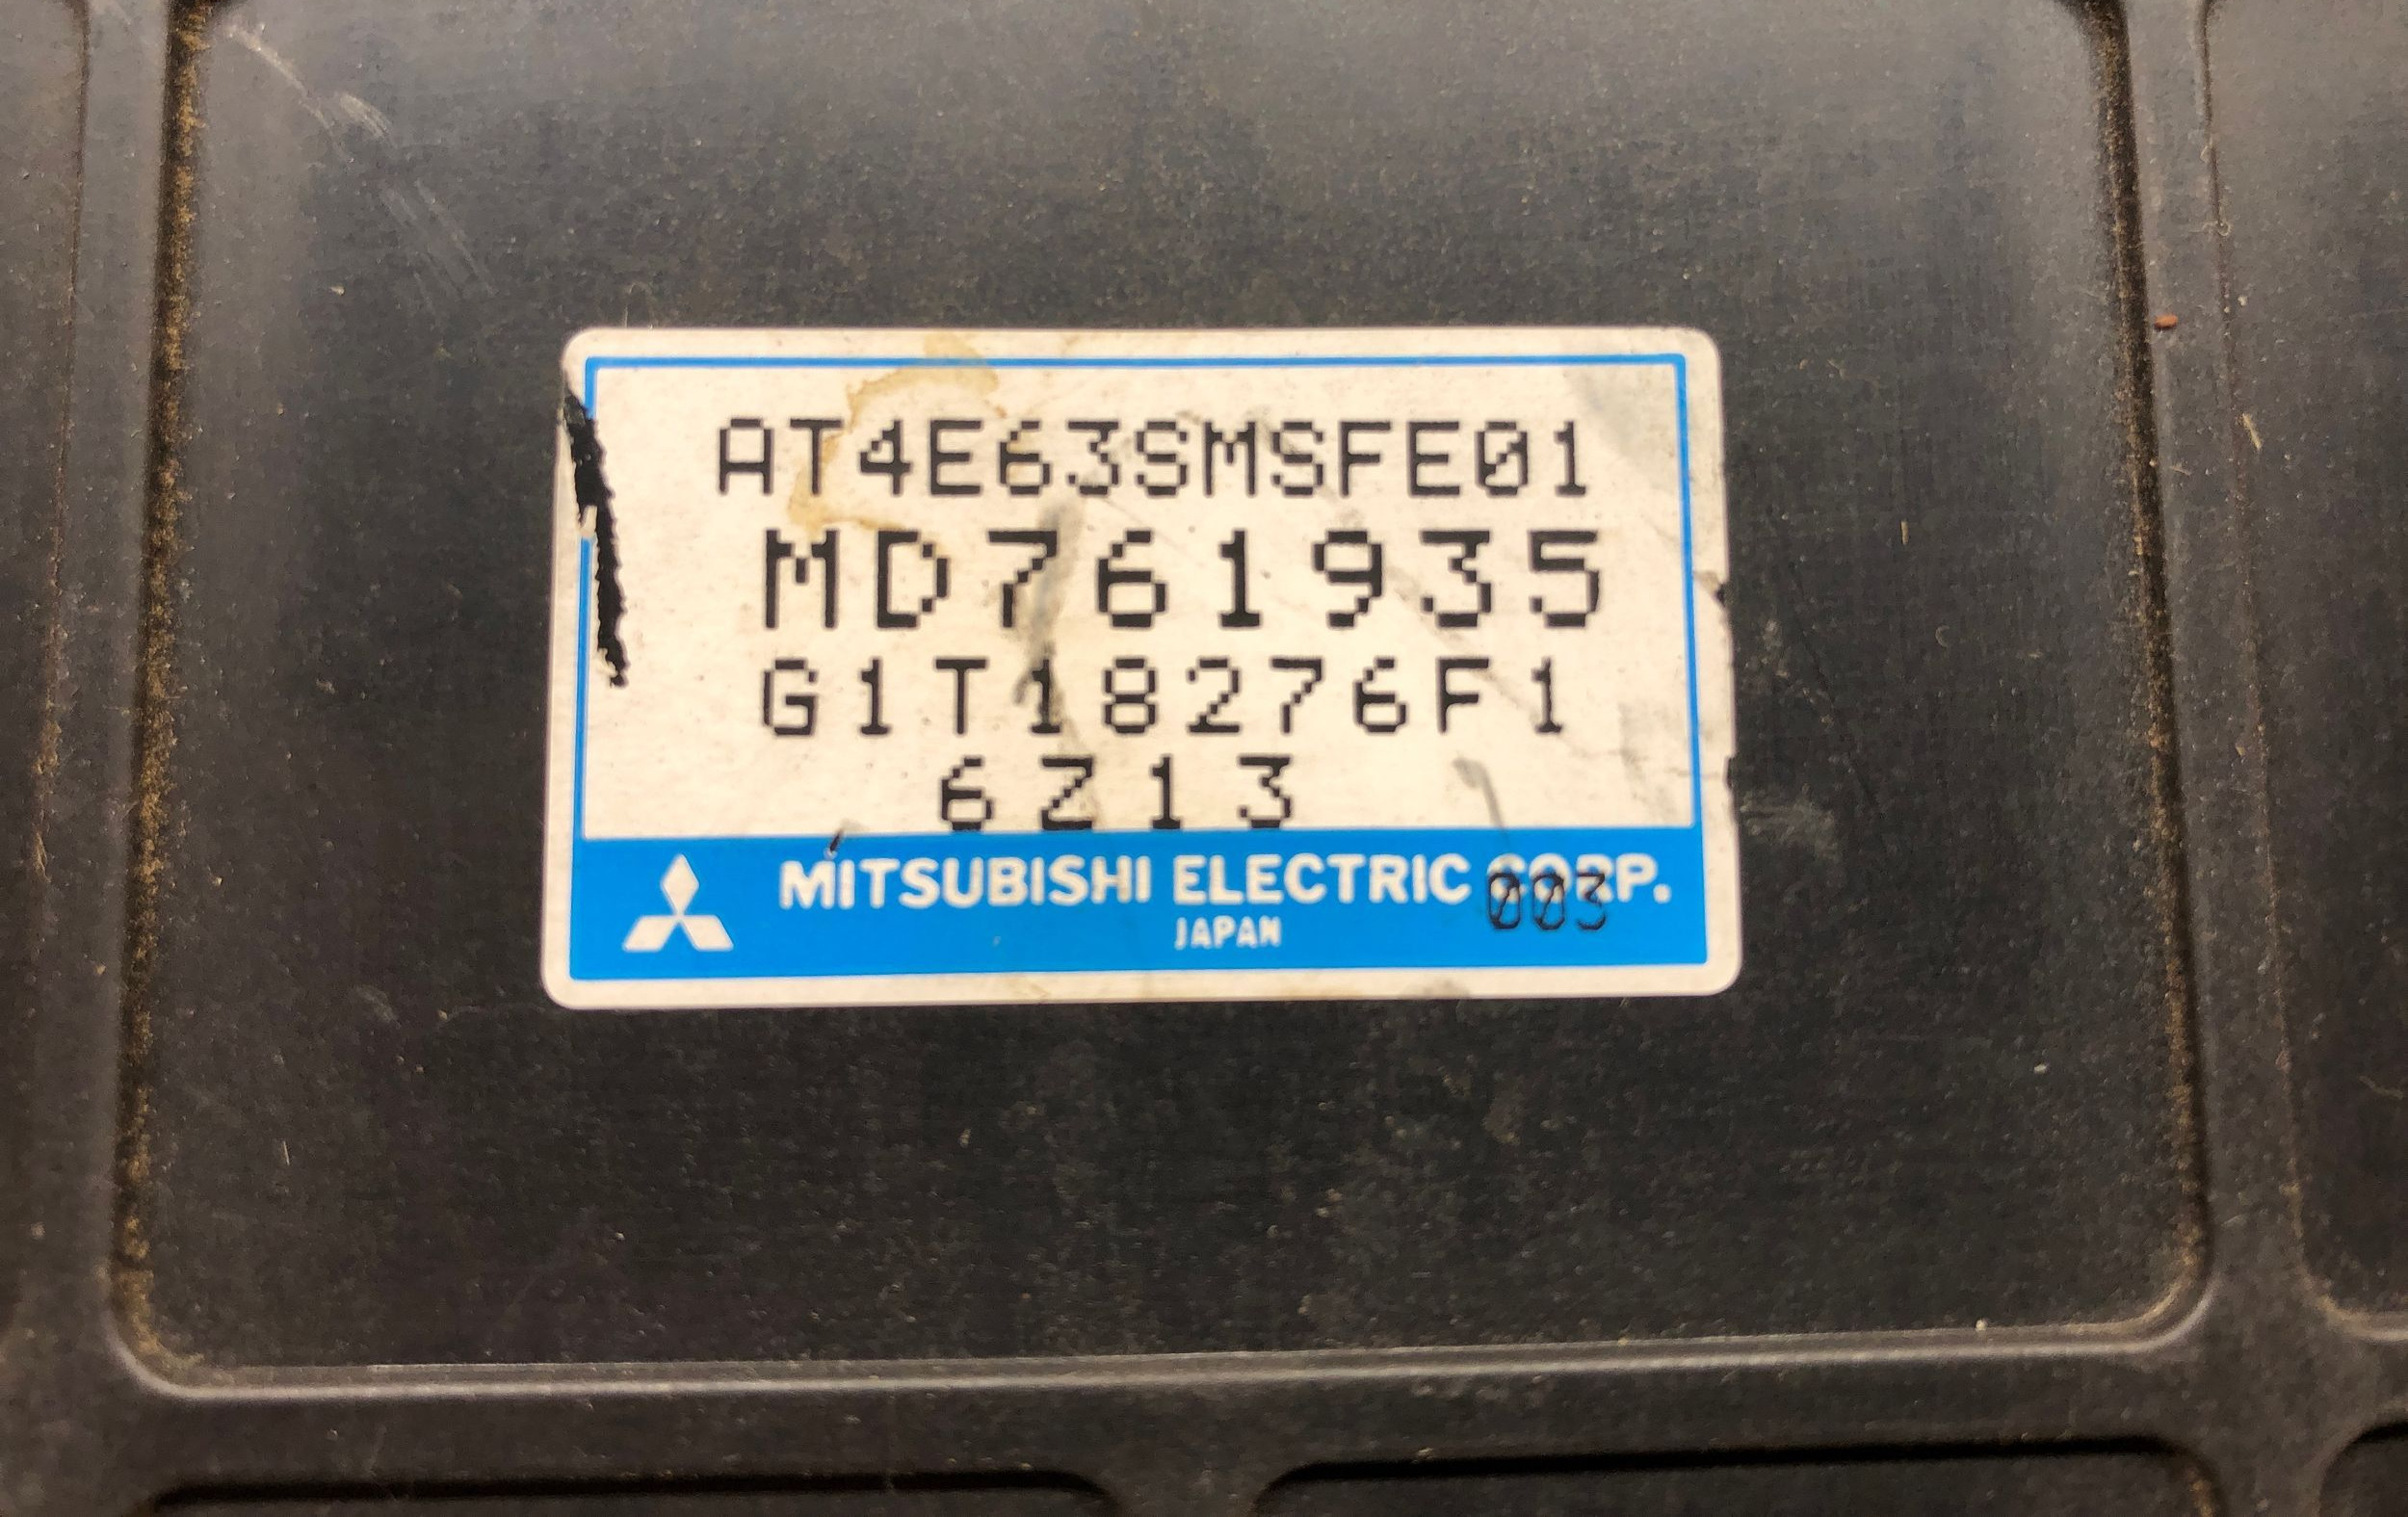 AT4E63SMSFE01
MD761935
G1T18276F1
6Z13
MITSUBISHI ELECTRIC CORP.
003
JAPAN